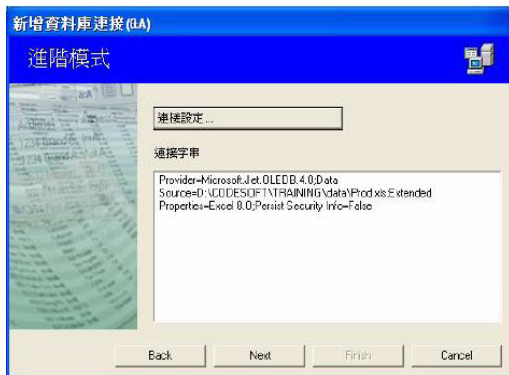 新增資料庫連接(GLA)
進階模式
連接設定...
連接字串
Provider=Microsoft.Jet.OLEDB.4.0;Data
Source=D:\CODESOFT\TRAINING\data\Prod.xls;Extended
Properties=Excel 8.0;Persist Security Info=False
Back
Next
Finish
Cancel